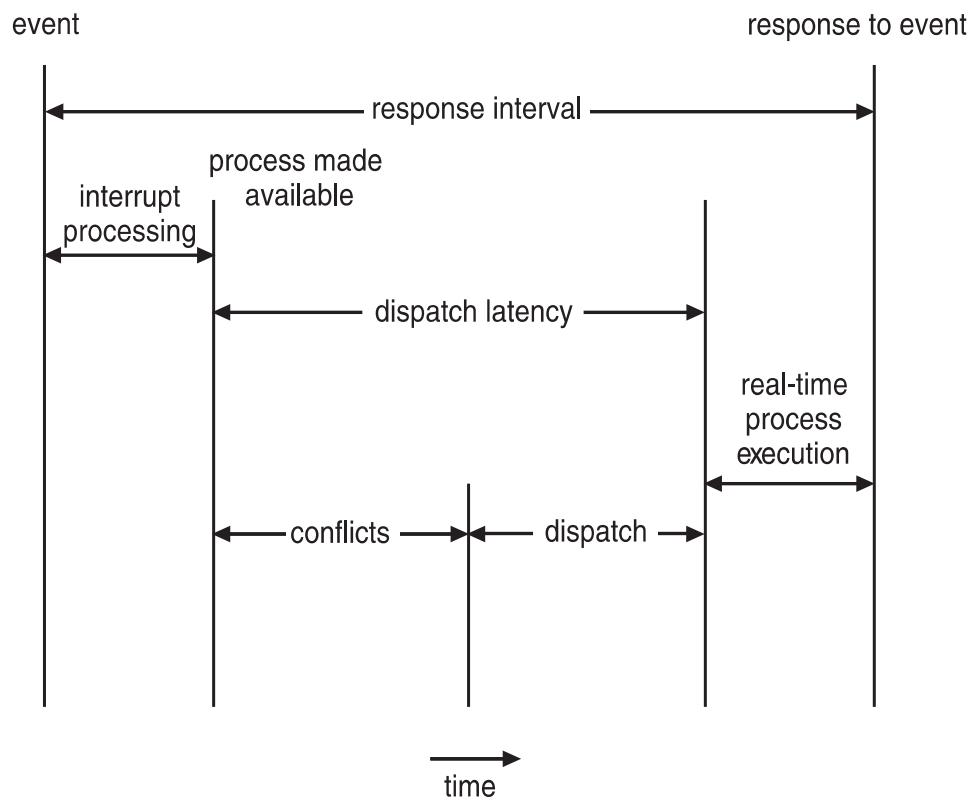 event
response to event
response interval
process made
available
interrupt
processing
dispatch latency
real-time
process
execution
conflicts
dispatch
time